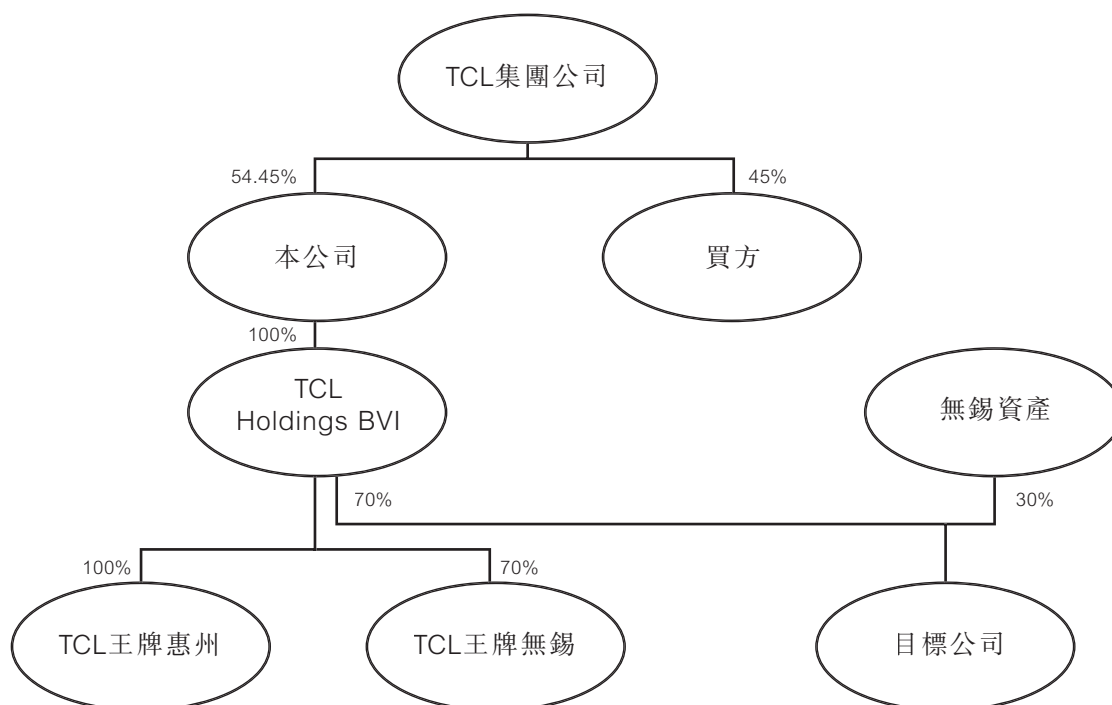 TCL集團公司
54.45%
45%
本公司
買方
100%
TCL
Holdings BVI
無錫資產
70%
30%
100%
70%
TCL王牌惠州
TCL王牌無錫
目標公司